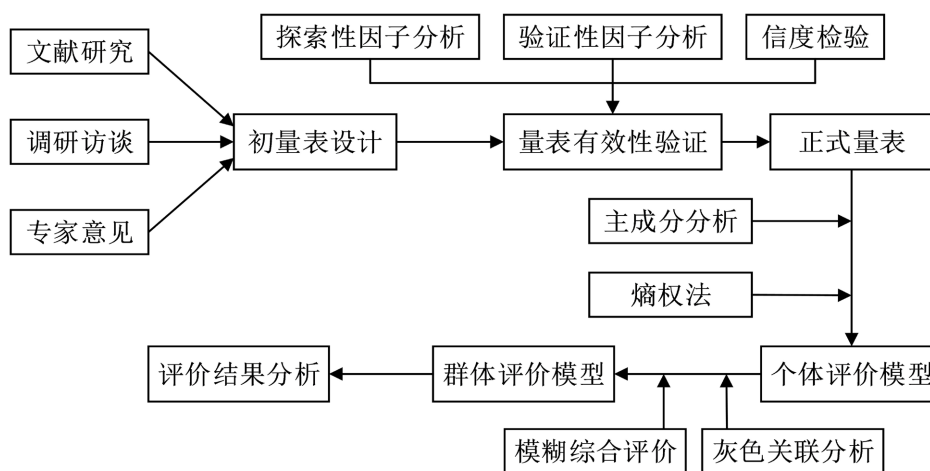 探索性因子分析
验证性因子分析
信度检验
文献研究
调研访谈
初量表设计
量表有效性验证
正式量表
专家意见
主成分分析
熵权法
评价结果分析
群体评价模型
个体评价模型
模糊综合评价
灰色关联分析